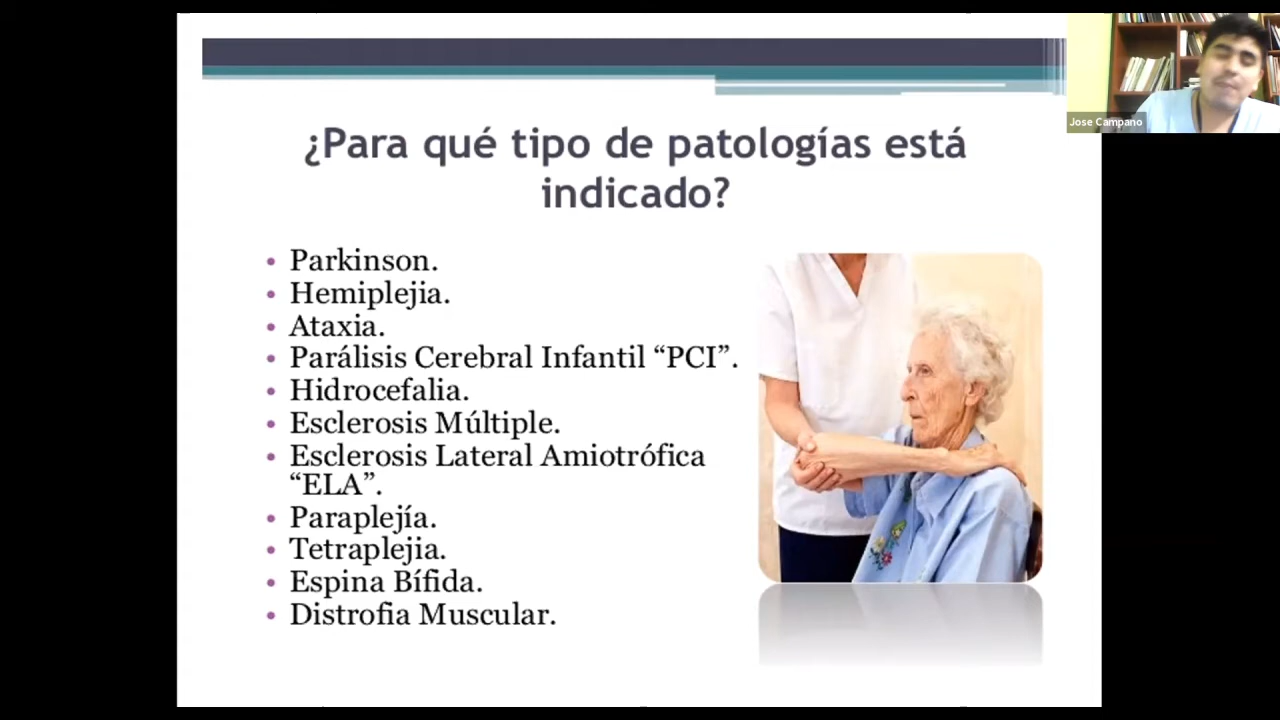 ¿Para qué tipo de patologías está
indicado?
• Parkinson.
• Hemiplejia.
• Ataxia.
• Parálisis Cerebral Infantil “PCI”.
• Hidrocefalia.
• Esclerosis Múltiple.
• Esclerosis Lateral Amiotrófica
“ELA”.
• Paraplejía.
• Tetraplejia.
• Espina Bífida.
• Distrofia Muscular.
Jose Campano